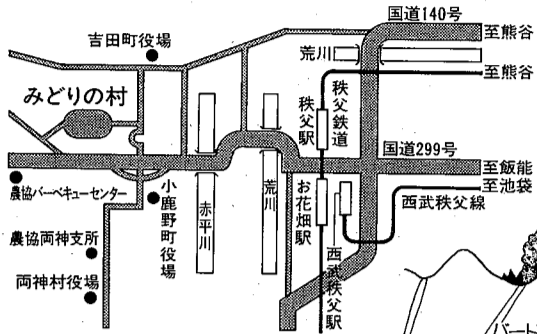 国道140号
吉田町役場
荒川
至熊谷
至熊谷
みどりの村
秩父駅
秩父鉄道
国道299号
至飯能
至池袋
農協バーベキューセンター
小鹿野町役場
赤平川
荒川
お花畑駅
西武秩父線
農協両神支所
西武秩父駅
両神村役場
バート